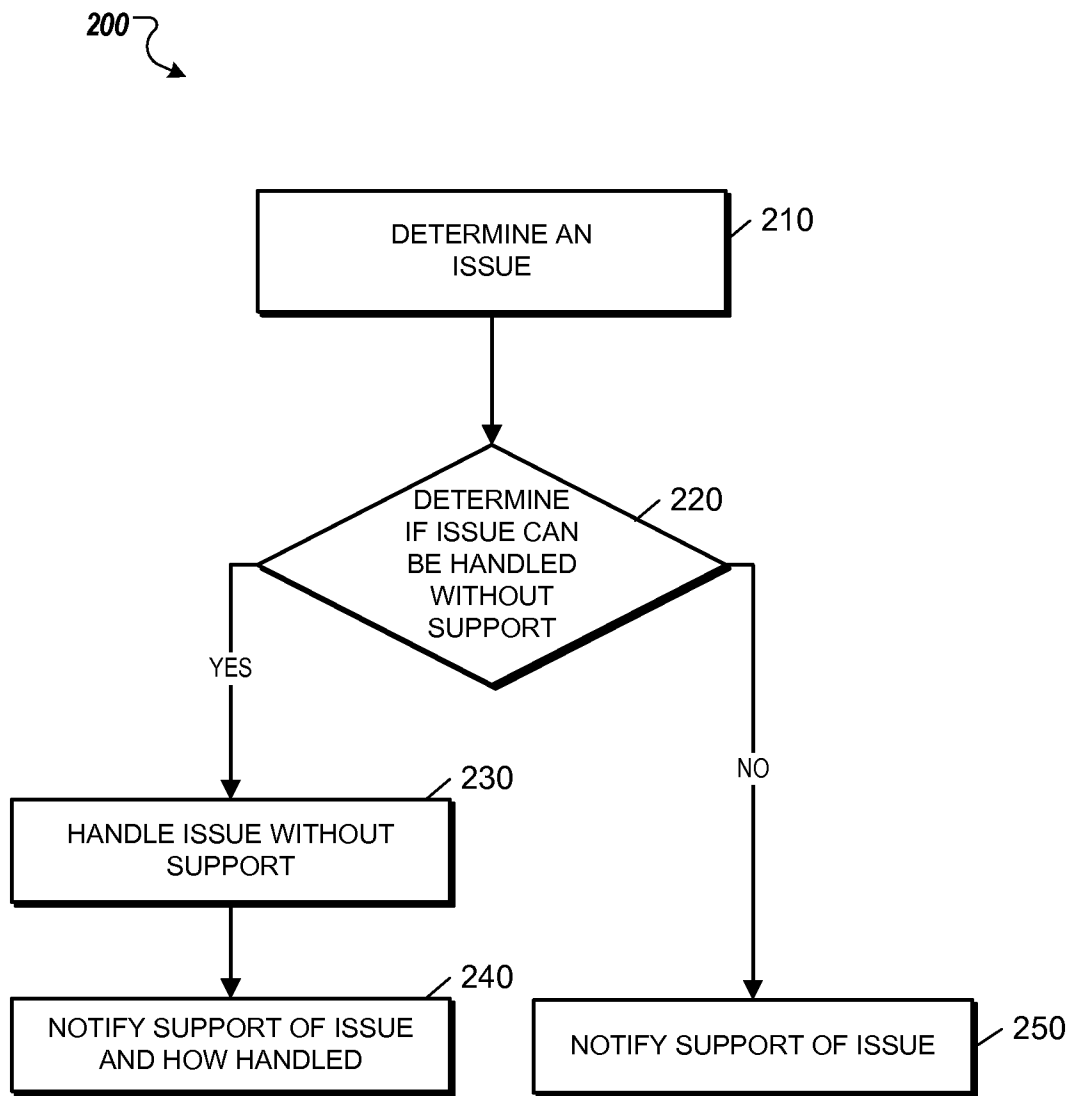 200
DETERMINE AN
ISSUE
210
DETERMINE
IF ISSUE CAN
BE HANDLED
WITHOUT
SUPPORT
220
YES
NO
230
HANDLE ISSUE WITHOUT
SUPPORT
240
NOTIFY SUPPORT OF ISSUE
AND HOW HANDLED
NOTIFY SUPPORT OF ISSUE
250